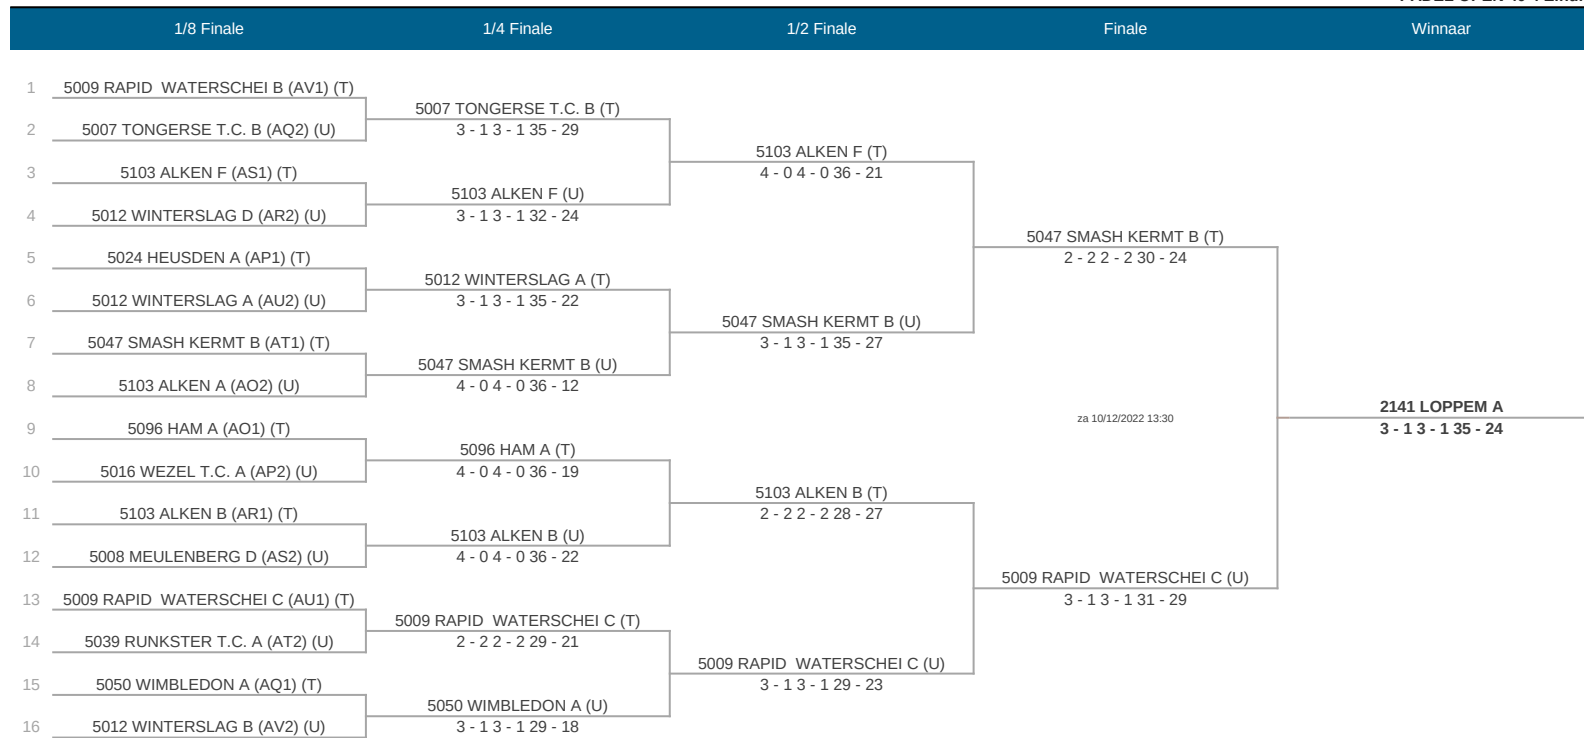 1/8 Finale 1/4 Finale 1/2 Finale Finale Winnaar
1 5009 RAPID WATERSCHEI B (AV1) (T)
5007 TONGERSE T.C. B (T)
2 5007 TONGERSE T.C. B (AQ2) (U)
3 - 1 3 - 1 35 - 29
5103 ALKEN F (T)
3 5103 ALKEN F (AS1) (T)
4 - 0 4 - 0 36 - 21
5103 ALKEN F (U)
4 5012 WINTERSLAG D (AR2) (U)
3 - 1 3 - 1 32 - 24
5047 SMASH KERMT B (T)
5 5024 HEUSDEN A (AP1) (T)
2 - 2 2 - 2 30 - 24
5012 WINTERSLAG A (T)
6 5012 WINTERSLAG A (AU2) (U)
3 - 1 3 - 1 35 - 22
5047 SMASH KERMT B (U)
7 5047 SMASH KERMT B (AT1) (T)
3 - 1 3 - 1 35 - 27
5047 SMASH KERMT B (U)
8 5103 ALKEN A (AO2) (U)
4 - 0 4 - 0 36 - 12
2141 LOPPEM A
za 10/12/2022 13:30
9 5096 HAM A (AO1) (T)
3 - 1 3 - 1 35 - 24
5096 HAM A (T)
10 5016 WEZEL T.C. A (AP2) (U)
4 - 0 4 - 0 36 - 19
5103 ALKEN B (T)
11 5103 ALKEN B (AR1) (T)
2 - 2 2 - 2 28 - 27
5103 ALKEN B (U)
12 5008 MEULENBERG D (AS2) (U)
4 - 0 4 - 0 36 - 22
5009 RAPID WATERSCHEI C (U)
13 5009 RAPID WATERSCHEI C (AU1) (T)
3 - 1 3 - 1 31 - 29
5009 RAPID WATERSCHEI C (T)
14 5039 RUNKSTER T.C. A (AT2) (U)
2 - 2 2 - 2 29 - 21
5009 RAPID WATERSCHEI C (U)
15 5050 WIMBLEDON A (AQ1) (T)
3 - 1 3 - 1 29 - 23
5050 WIMBLEDON A (U)
16 5012 WINTERSLAG B (AV2) (U)
3 - 1 3 - 1 29 - 18